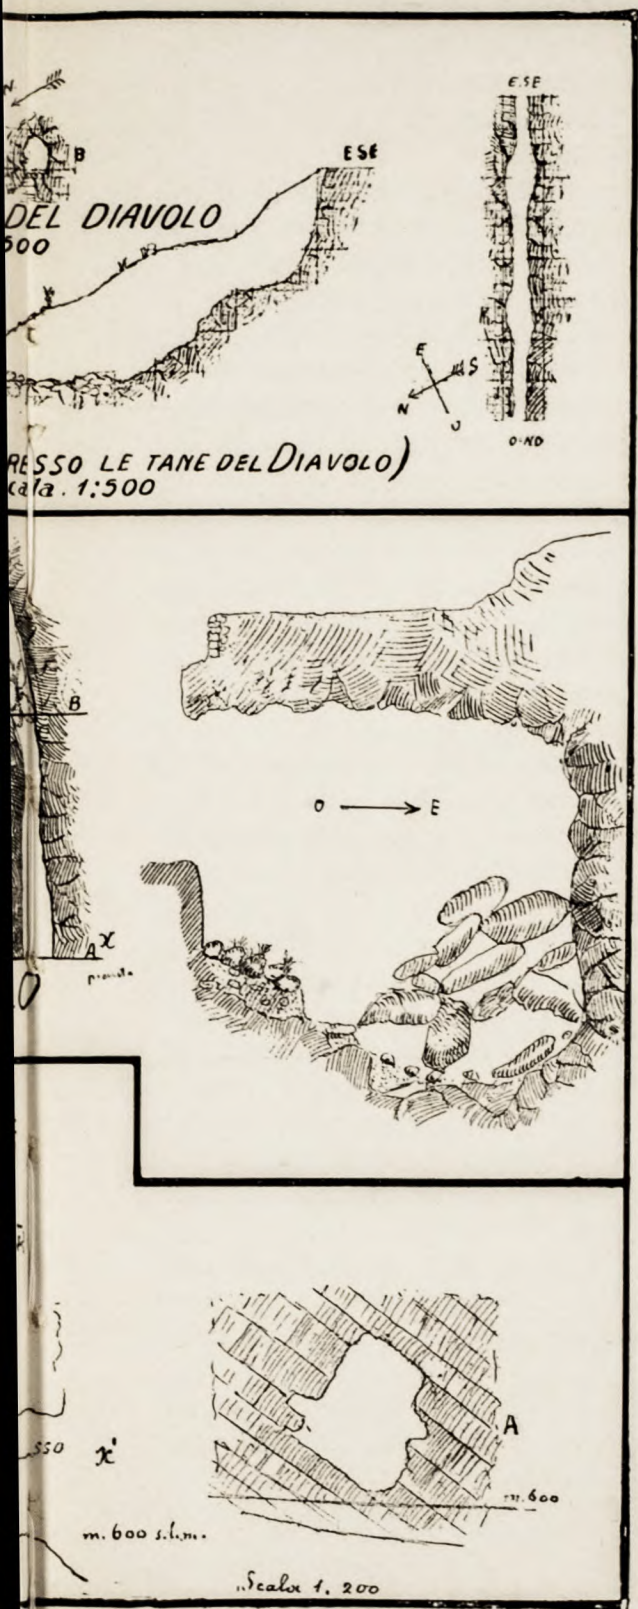 N
B
DEL DIAVOLO
500
ESE
E.SE
E
S
N
O
O-NO
RESSO LE TANE DEL DIAVOLO)
cala. 1:500
B
A x
O → E
550 x'
A
m. 600
m. 600 s.l.m.
Scala 1. 200